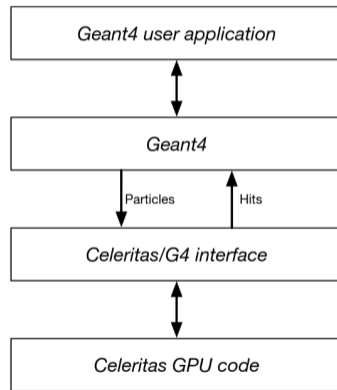 Geant4 user application
Geant4
Particles
Hits
Celeritas/G4 interface
Celeritas GPU code